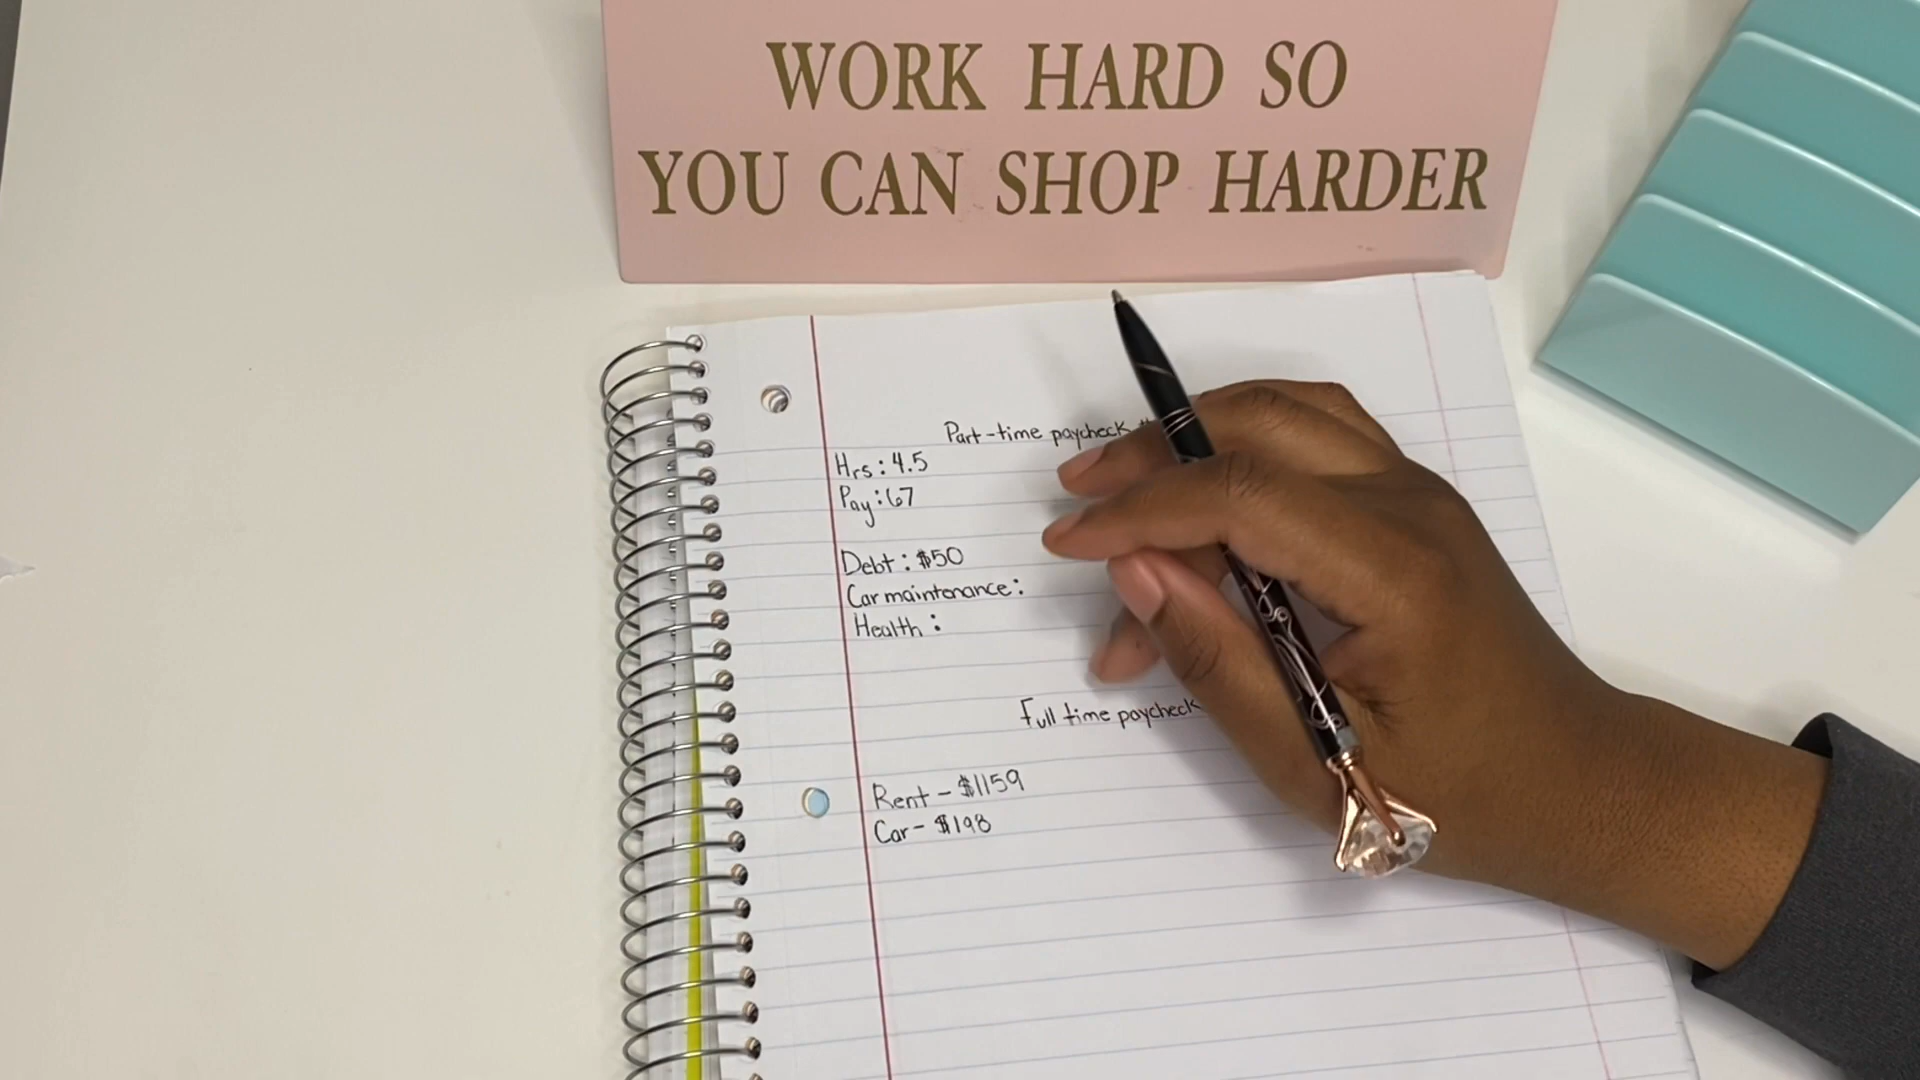 WORK HARD SO
YOU CAN SHOP HARDER
Part-time paycheck
Hrs: 4.5
Pay: 67
Debt: $50
Car maintenance:
Health:
Full time paycheck
Rent - $1159
Car - $198